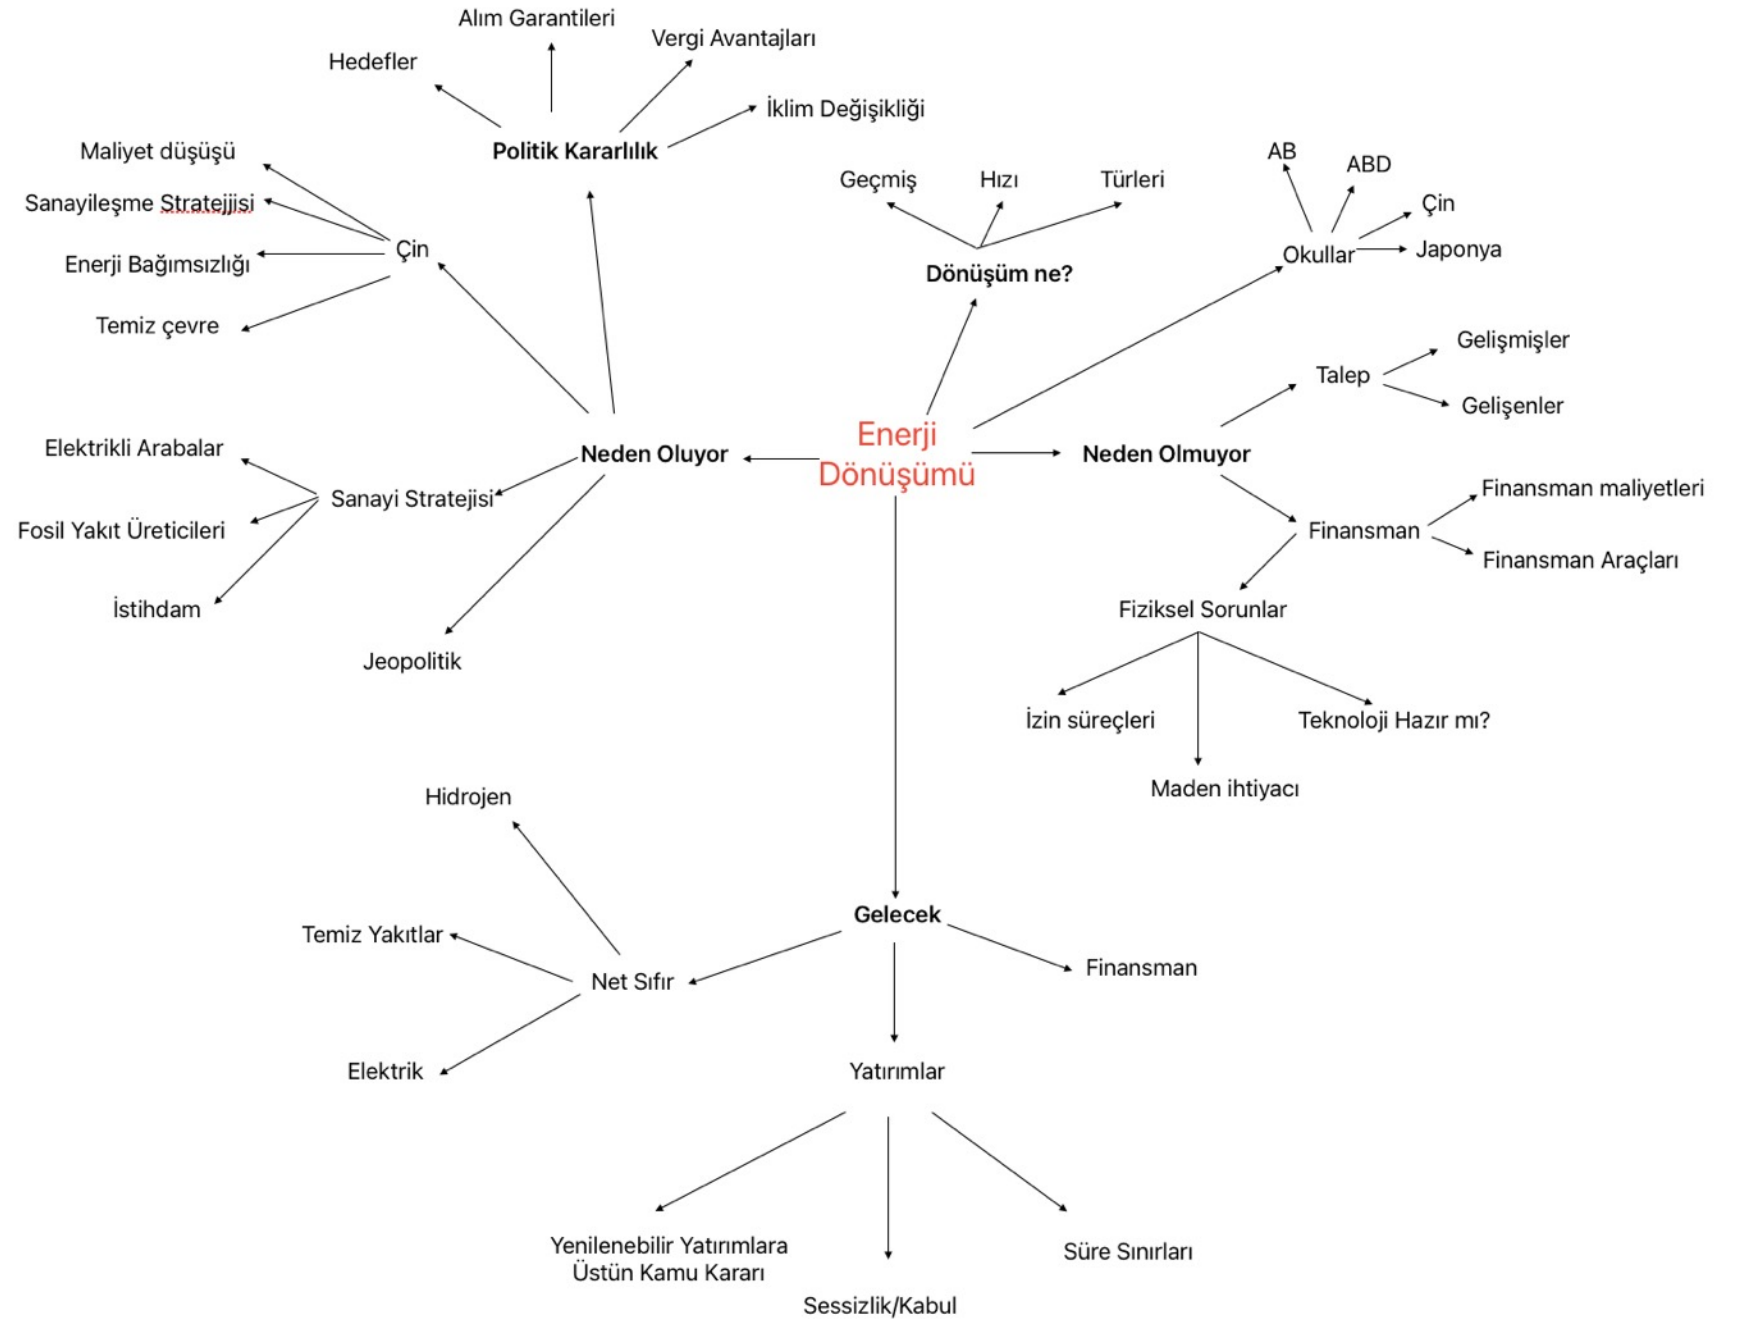 Alım Garantileri
Vergi Avantajları
Hedefler
İklim Değişikliği
Politik Kararlılık
Maliyet düşüşü
Sanayileşme Stratejjisi
Çin
Enerji Bağımsızlığı
Temiz çevre
Geçmiş
Hızı
Türleri
Dönüşüm ne?
AB
ABD
Çin
Okullar
Japonya
Gelişmişler
Talep
Gelişenler
Enerji
Dönüşümü
Neden Oluyor
Neden Olmuyor
Elektrikli Arabalar
Sanayi Stratejisi
Fosil Yakıt Üreticileri
İstihdam
Jeopolitik
Finansman maliyetleri
Finansman
Finansman Araçları
Fiziksel Sorunlar
İzin süreçleri
Teknoloji Hazır mı?
Maden ihtiyacı
Hidrojen
Gelecek
Temiz Yakıtlar
Net Sıfır
Finansman
Elektrik
Yatırımlar
Yenilenebilir Yatırımlara
Üstün Kamu Kararı
Süre Sınırları
Sessizlik/Kabul